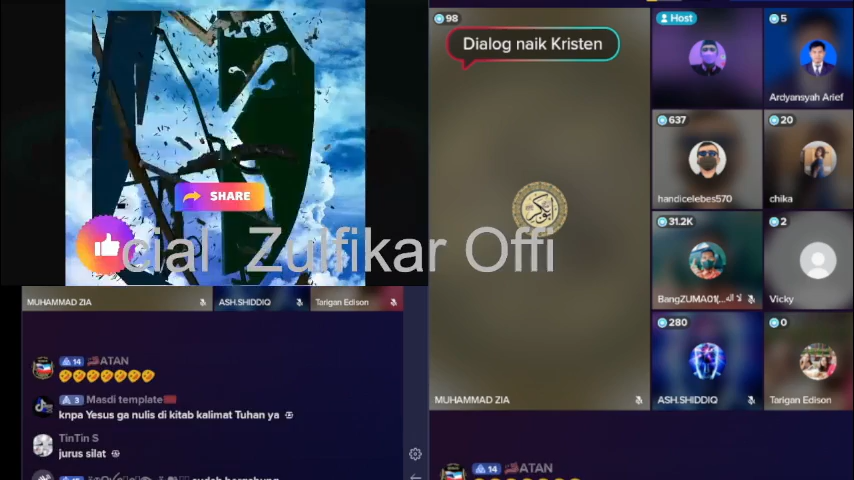 SHARE
cial Zulfikar Offi
MUHAMMAD ZIA
ASH.SHIDDIQ
Tarigan Edison
14 ATAN
3 Masdi template
knpa Yesus ga nulis di kitab kalimat Tuhan ya
TinTin S
jurus silat
98
Dialog naik Kristen
Host
5
Ardyansyah Arief
637
handicelebes570
20
chika
31.2K
BangZUMA01(...
2
Vicky
280
ASH.SHIDDIQ
0
Tarigan Edison
MUHAMMAD ZIA
14 ATAN